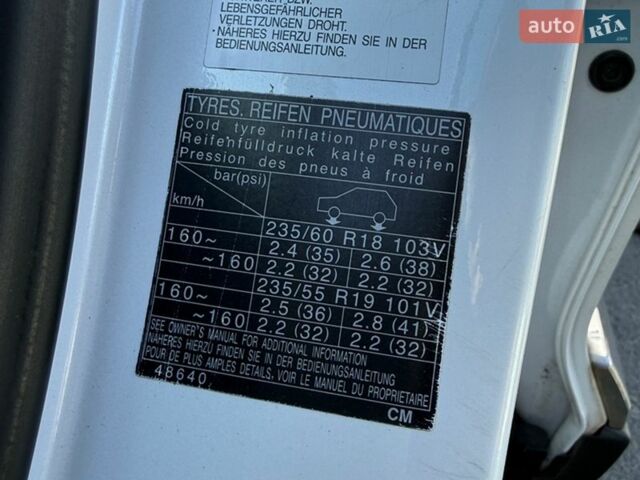 LEBENSGEFÄHRLICHER
VERLETZUNGEN DROHT.
· NÄHERES HIERZU FINDEN SIE IN DER
BEDIENUNGSANLEITUNG.
auto RIA .com
TYRES, REIFEN PNEUMATIQUES
Cold tyre inflation pressure
Reifenfülldruck kalte Reifen
Pression des pneus à froid
bar(psi)
km/h
235/60 R18 103V
160~ 2.4 (35) 2.6 (38)
~160 2.2 (32) 2.2 (32)
235/55 R19 101V
160~ 2.5 (36) 2.8 (41)
~160 2.2 (32) 2.2 (32)
SEE OWNER'S MANUAL FOR ADDITIONAL INFORMATION
NÄHERES HIERZU FINDEN SIE IN DER BEDIENUNGSANLEITUNG
POUR DE PLUS AMPLES DETAILS, VOIR LE MANUEL DU PROPRIETAIRE
48640 CM